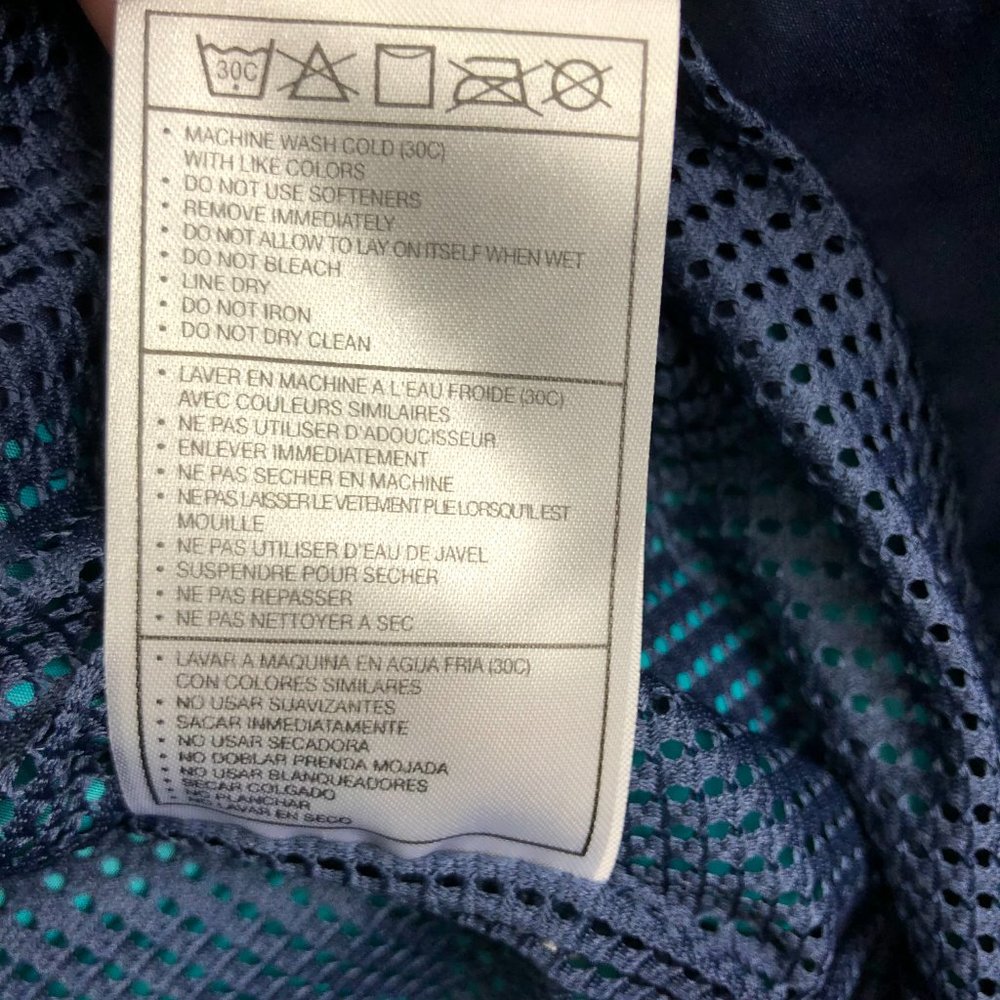 30C
• MACHINE WASH COLD (30C)
WITH LIKE COLORS
• DO NOT USE SOFTENERS
• REMOVE IMMEDIATELY
• DO NOT ALLOW TO LAY ON ITSELF WHEN WET
• DO NOT BLEACH
• LINE DRY
• DO NOT IRON
• DO NOT DRY CLEAN
• LAVER EN MACHINE A L'EAU FROIDE (30C)
AVEC COULEURS SIMILAIRES
• NE PAS UTILISER D'ADOUCISSEUR
• ENLEVER IMMEDIATEMENT
• NE PAS SECHER EN MACHINE
• NE PAS LAISSER LE VETEMENT PLIE LORSQU'IL EST
MOUILLE
• NE PAS UTILISER D'EAU DE JAVEL
• SUSPENDRE POUR SECHER
• NE PAS REPASSER
• NE PAS NETTOYER A SEC
• LAVAR A MAQUINA EN AGUA FRIA (30C)
CON COLORES SIMILARES
• NO USAR SUAVIZANTES
• SACAR INMEDIATAMENTE
• NO USAR SECADORA
• NO DOBLAR PRENDA MOJADA
• NO USAR BLANQUEADORES
• SECAR COLGADO
PLANCHAR
LAVAR EN SECO